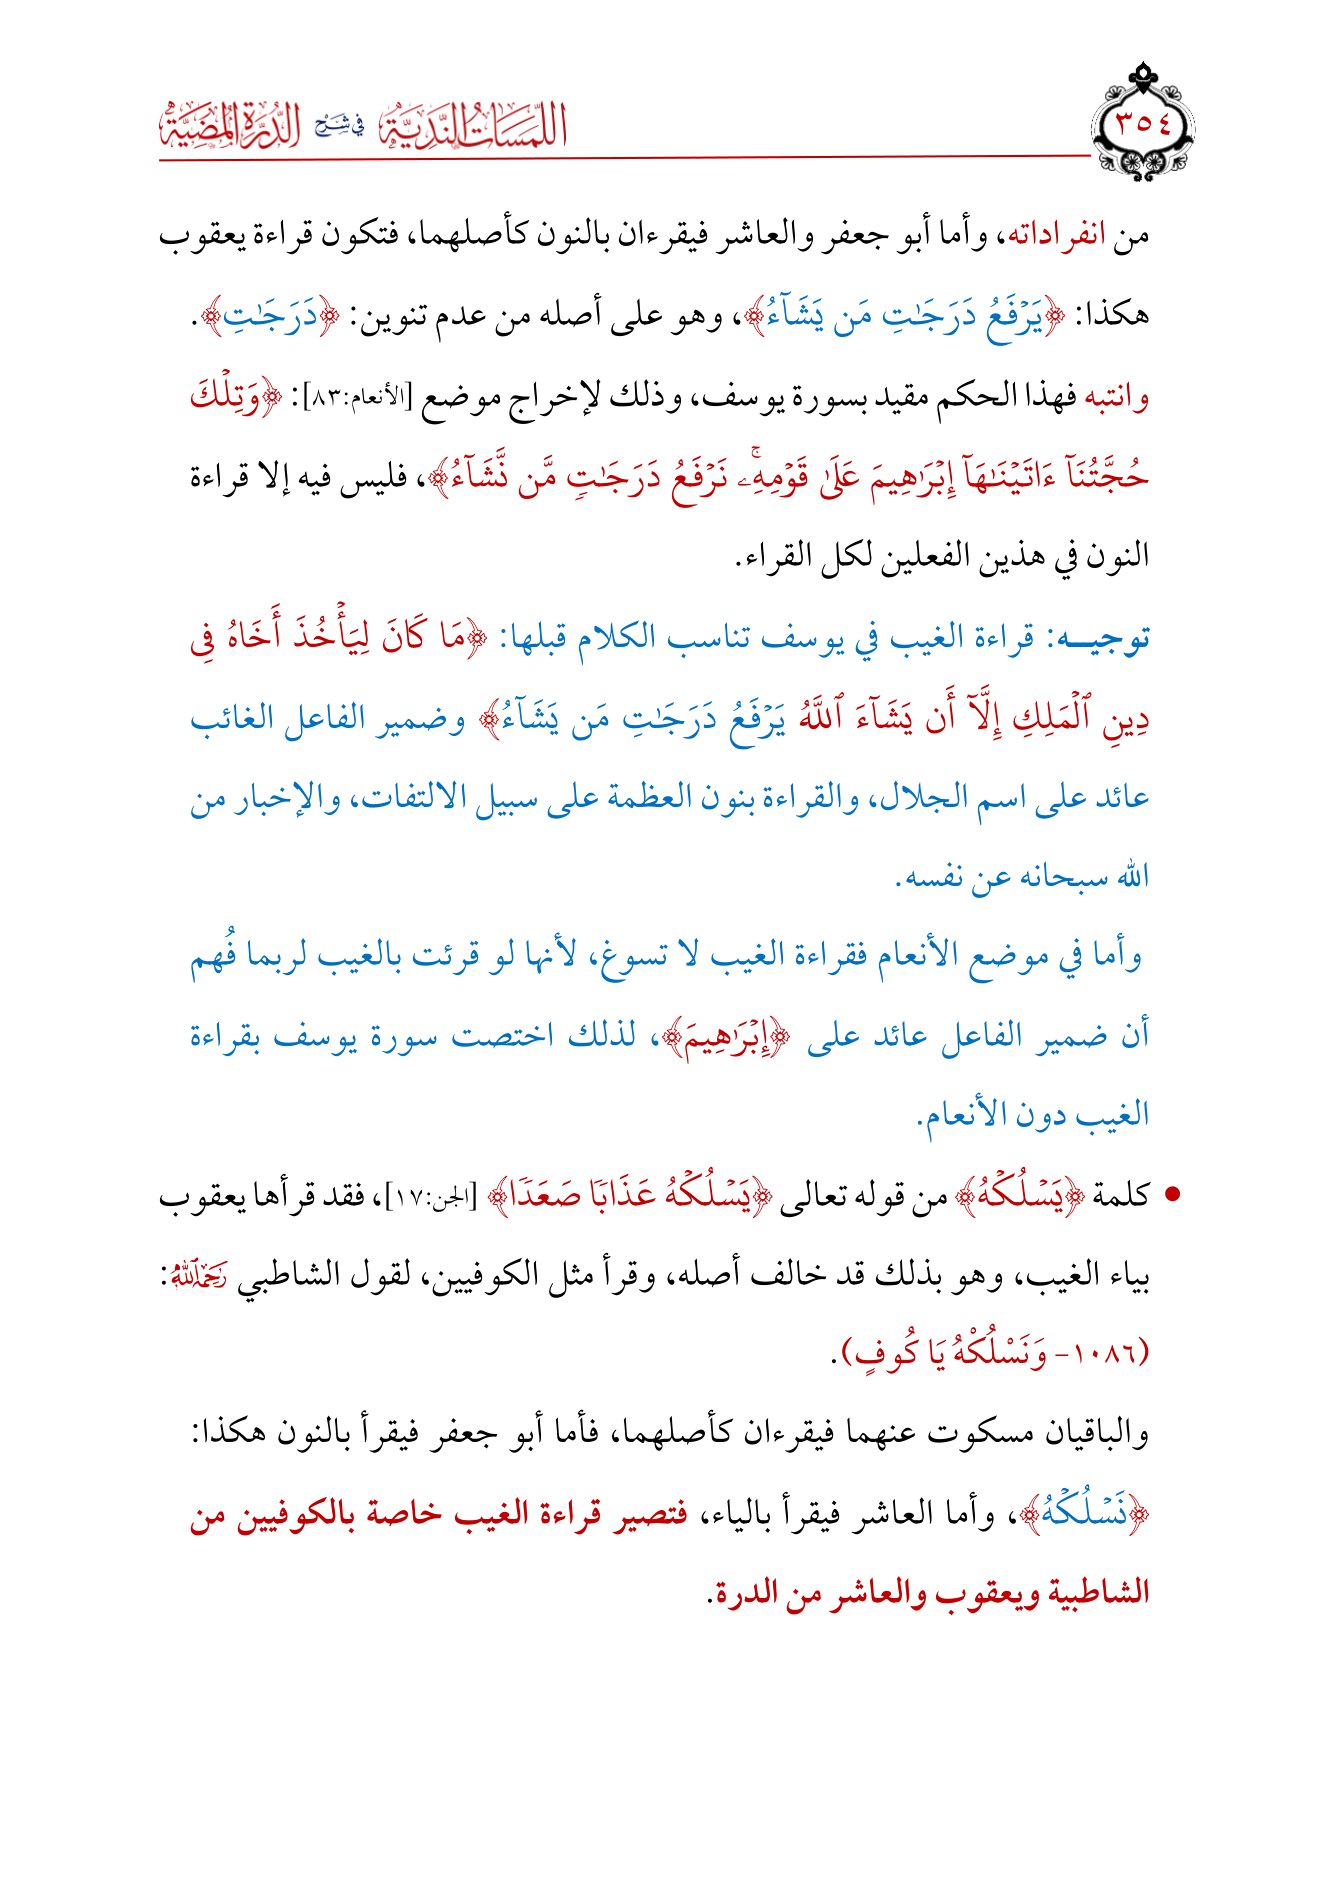 ٣٥٤
اللَّمَسَاتُ النَّدِيَّةُ في شَرْحِ الدُّرَّةِ المُضِيَّةِ
من انفراداته، وأما أبو جعفر والعاشر فيقرءان بالنون كأصلهما، فتكون قراءة يعقوب
هكذا: ﴿يَرۡفَعُ دَرَجَٰتِ مَن يَشَآءُ﴾، وهو على أصله من عدم تنوين: ﴿دَرَجَٰتِ﴾.
وانتبه فهذا الحكم مقيد بسورة يوسف، وذلك لإخراج موضع [الأنعام:٨٣]: ﴿وَتِلۡكَ
حُجَّتُنَآ ءَاتَيۡنَٰهَآ إِبۡرَٰهِيمَ عَلَىٰ قَوۡمِهِۦۚ نَرۡفَعُ دَرَجَٰتٖ مَّن نَّشَآءُ﴾، فليس فيه إلا قراءة
النون في هذين الفعلين لكل القراء.
توجيـــه: قراءة الغيب في يوسف تناسب الكلام قبلها: ﴿مَا كَانَ لِيَأۡخُذَ أَخَاهُ فِي
دِينِ ٱلۡمَلِكِ إِلَّآ أَن يَشَآءَ ٱللَّهُ يَرۡفَعُ دَرَجَٰتِ مَن يَشَآءُ﴾ وضمير الفاعل الغائب
عائد على اسم الجلال، والقراءة بنون العظمة على سبيل الالتفات، والإخبار من
الله سبحانه عن نفسه.
وأما في موضع الأنعام فقراءة الغيب لا تسوغ، لأنها لو قرئت بالغيب لربما فُهم
أن ضمير الفاعل عائد على ﴿إِبۡرَٰهِيمَ﴾، لذلك اختصت سورة يوسف بقراءة
الغيب دون الأنعام.
• كلمة ﴿يَسۡلُكۡهُ﴾ من قوله تعالى ﴿يَسۡلُكۡهُ عَذَابٗا صَعَدٗا﴾ [الجن:١٧]، فقد قرأها يعقوب
بياء الغيب، وهو بذلك قد خالف أصله، وقرأ مثل الكوفيين، لقول الشاطبي رَحِمَهُ ٱللَّهُ:
(١٠٨٦- وَنَسْلُكْهُ يَا كُوفٍ).
والباقيان مسكوت عنهما فيقرءان كأصلهما، فأما أبو جعفر فيقرأ بالنون هكذا:
﴿نَسۡلُكۡهُ﴾، وأما العاشر فيقرأ بالياء، فتصير قراءة الغيب خاصة بالكوفيين من
الشاطبية ويعقوب والعاشر من الدرة.